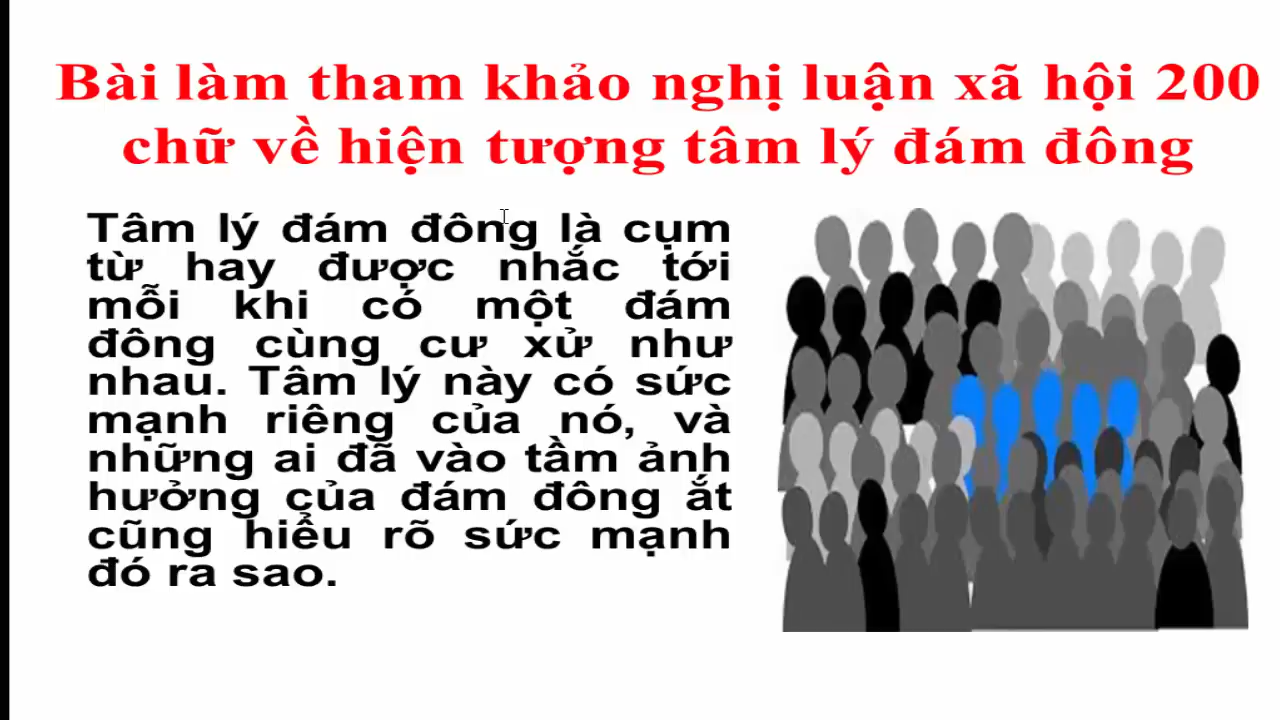 Bài làm tham khảo nghị luận xã hội 200
chữ về hiện tượng tâm lý đám đông
Tâm lý đám đông là cụm
từ hay được nhắc tới
mỗi khi có một đám
đông cùng cư xử như
nhau. Tâm lý này có sức
mạnh riêng của nó, và
những ai đã vào tầm ảnh
hưởng của đám đông ắt
cũng hiểu rõ sức mạnh
đó ra sao.